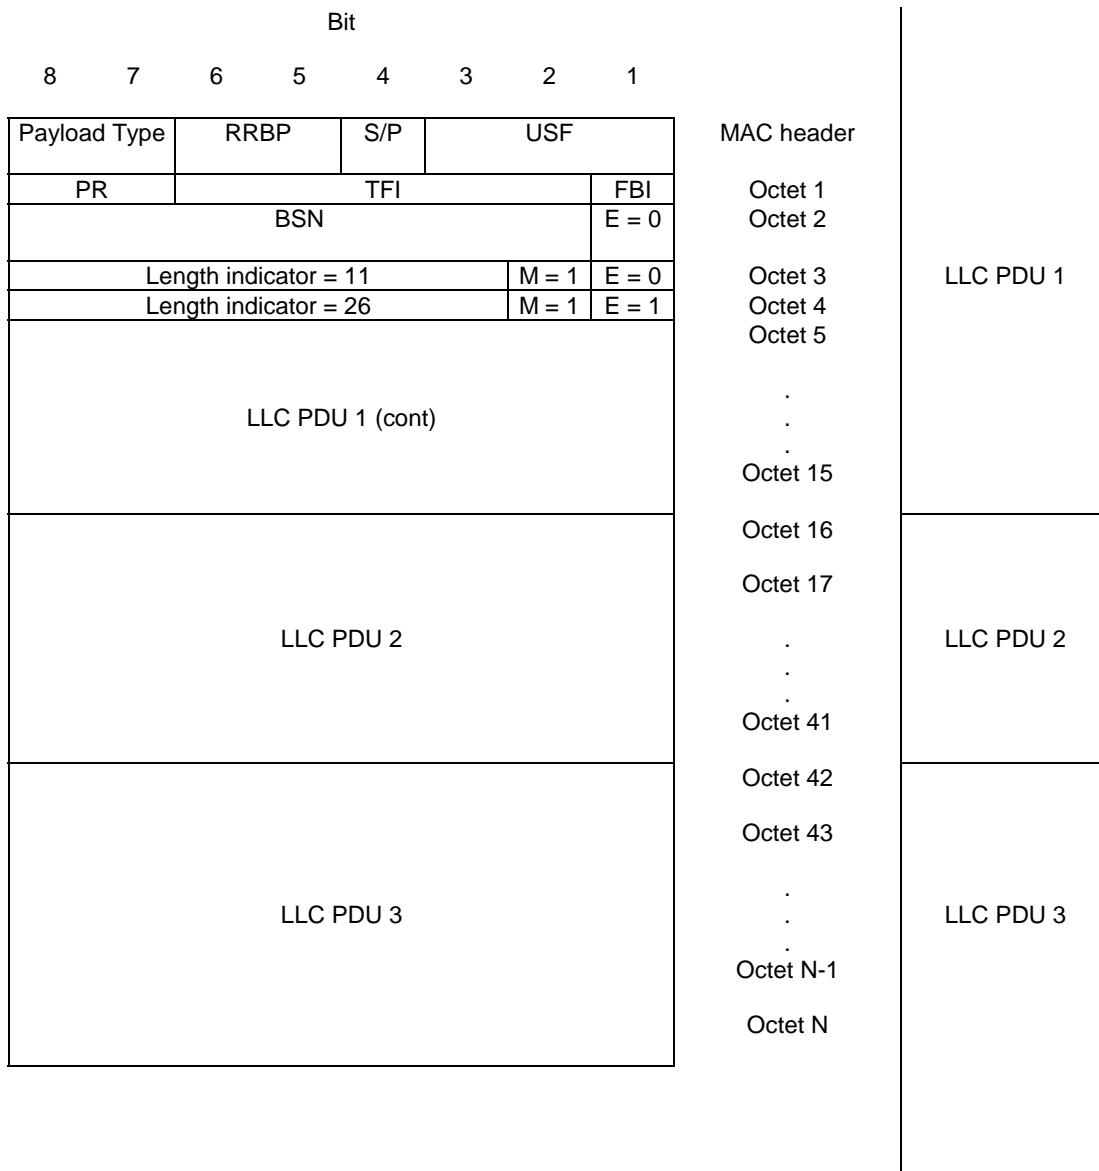 Bit
8 7 6 5 4 3 2 1
Payload Type RRBP S/P USF MAC header
PR TFI FBI Octet 1
BSN E = 0 Octet 2
Length indicator = 11 M = 1 E = 0 Octet 3 LLC PDU 1
Length indicator = 26 M = 1 E = 1 Octet 4
Octet 5
.
LLC PDU 1 (cont) .
.
Octet 15
Octet 16
Octet 17
LLC PDU 2 . LLC PDU 2
.
.
Octet 41
Octet 42
Octet 43
.
LLC PDU 3 . LLC PDU 3
.
Octet N-1
Octet N